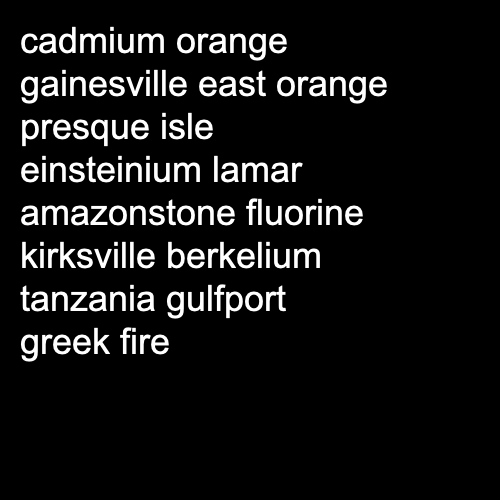 cadmium orange
gainesville east orange
presque isle
einsteinium lamar
amazonstone fluorine
kirksville berkelium
tanzania gulfport
greek fire